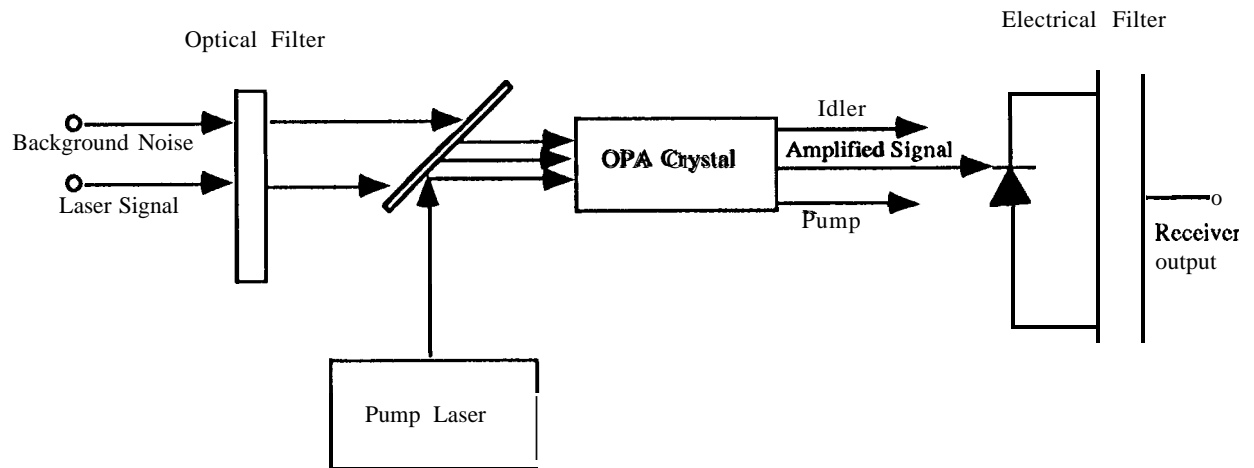 Electrical Filter
Optical Filter
Background Noise
Laser Signal
OPA Crystal
Idler
Amplified Signal
Pump
Receiver
output
Pump Laser